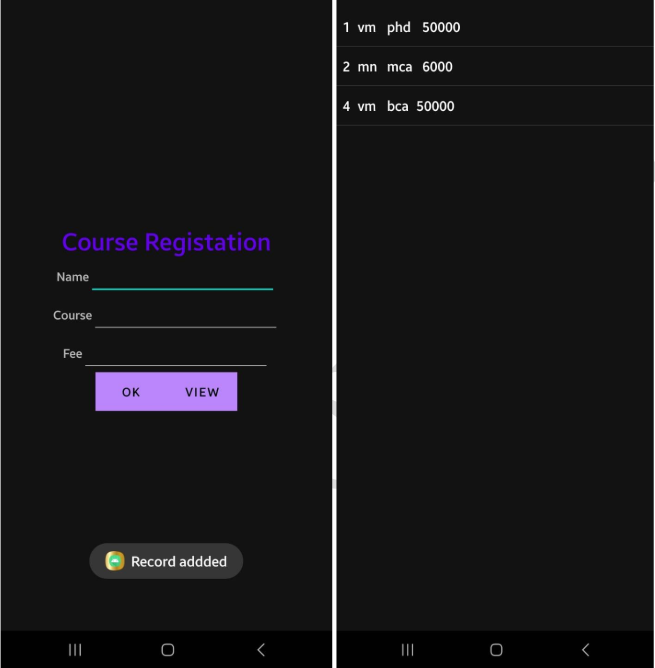 Course Registation
Name
Course
Fee
OK VIEW
Record addded
1 vm phd 50000
2 mn mca 6000
4 vm bca 50000